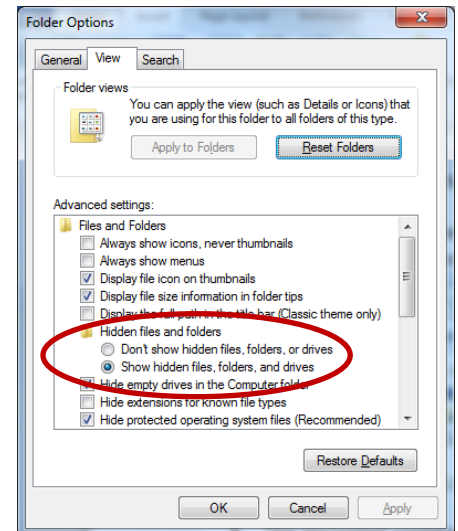 Folder Options
General View Search
Folder views
You can apply the view (such as Details or Icons) that
you are using for this folder to all folders of this type.
Apply to Folders Reset Folders
Advanced settings:
Files and Folders
Always show icons, never thumbnails
Always show menus
Display file icon on thumbnails
Display file size information in folder tips
Display the full path in the title bar (Classic theme only)
Hidden files and folders
Don't show hidden files, folders, or drives
Show hidden files, folders, and drives
Hide empty drives in the Computer folder
Hide extensions for known file types
Hide protected operating system files (Recommended)
Restore Defaults
OK Cancel Apply